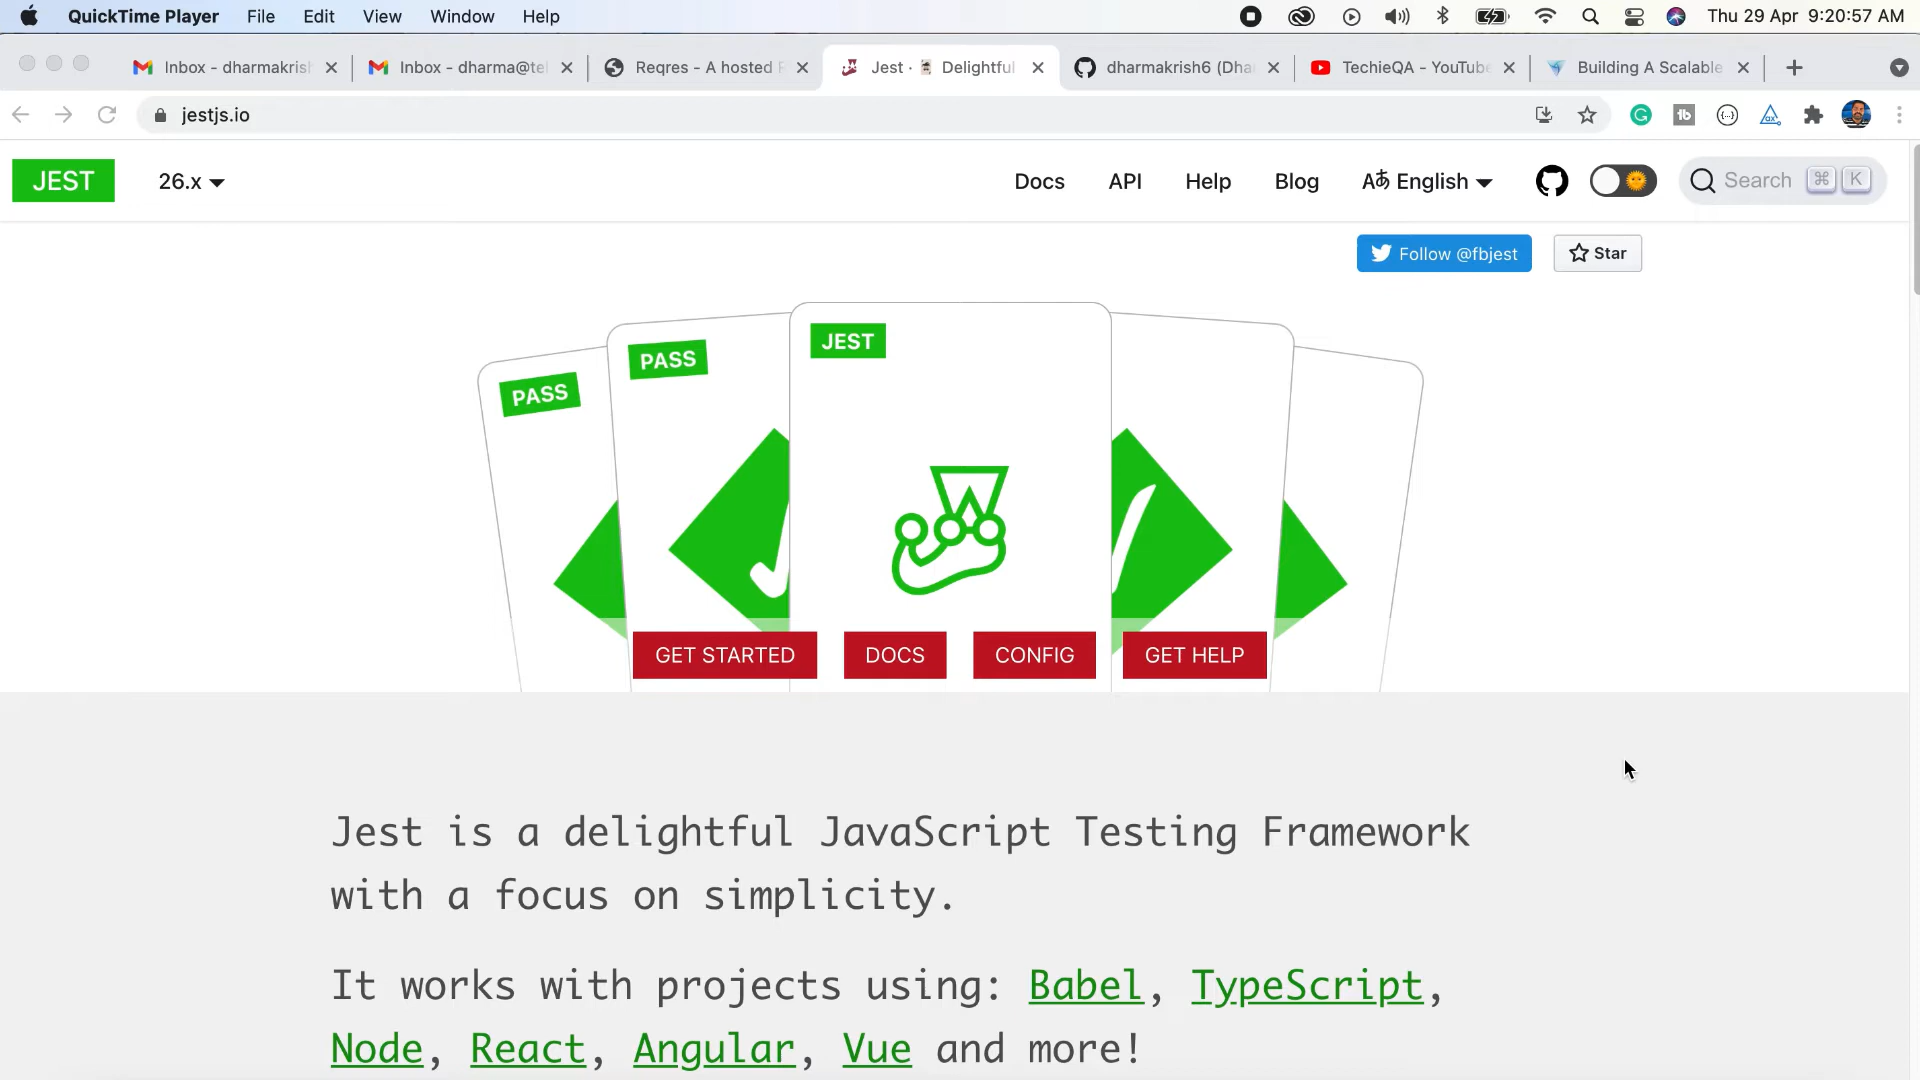 QuickTime Player File Edit View Window Help Thu 29 Apr 9:20:57 AM
Inbox - dharmakrish Inbox - dharma@tel Reqres - A hosted R Jest · Delightful dharmakrish6 (Dha TechieQA - YouTube Building A Scalable
jestjs.io
JEST 26.x Docs API Help Blog English Search ⌘ K
Follow @fbjest Star
JEST
PASS
PASS
GET STARTED DOCS CONFIG GET HELP
Jest is a delightful JavaScript Testing Framework
with a focus on simplicity.
It works with projects using: Babel, TypeScript,
Node, React, Angular, Vue and more!